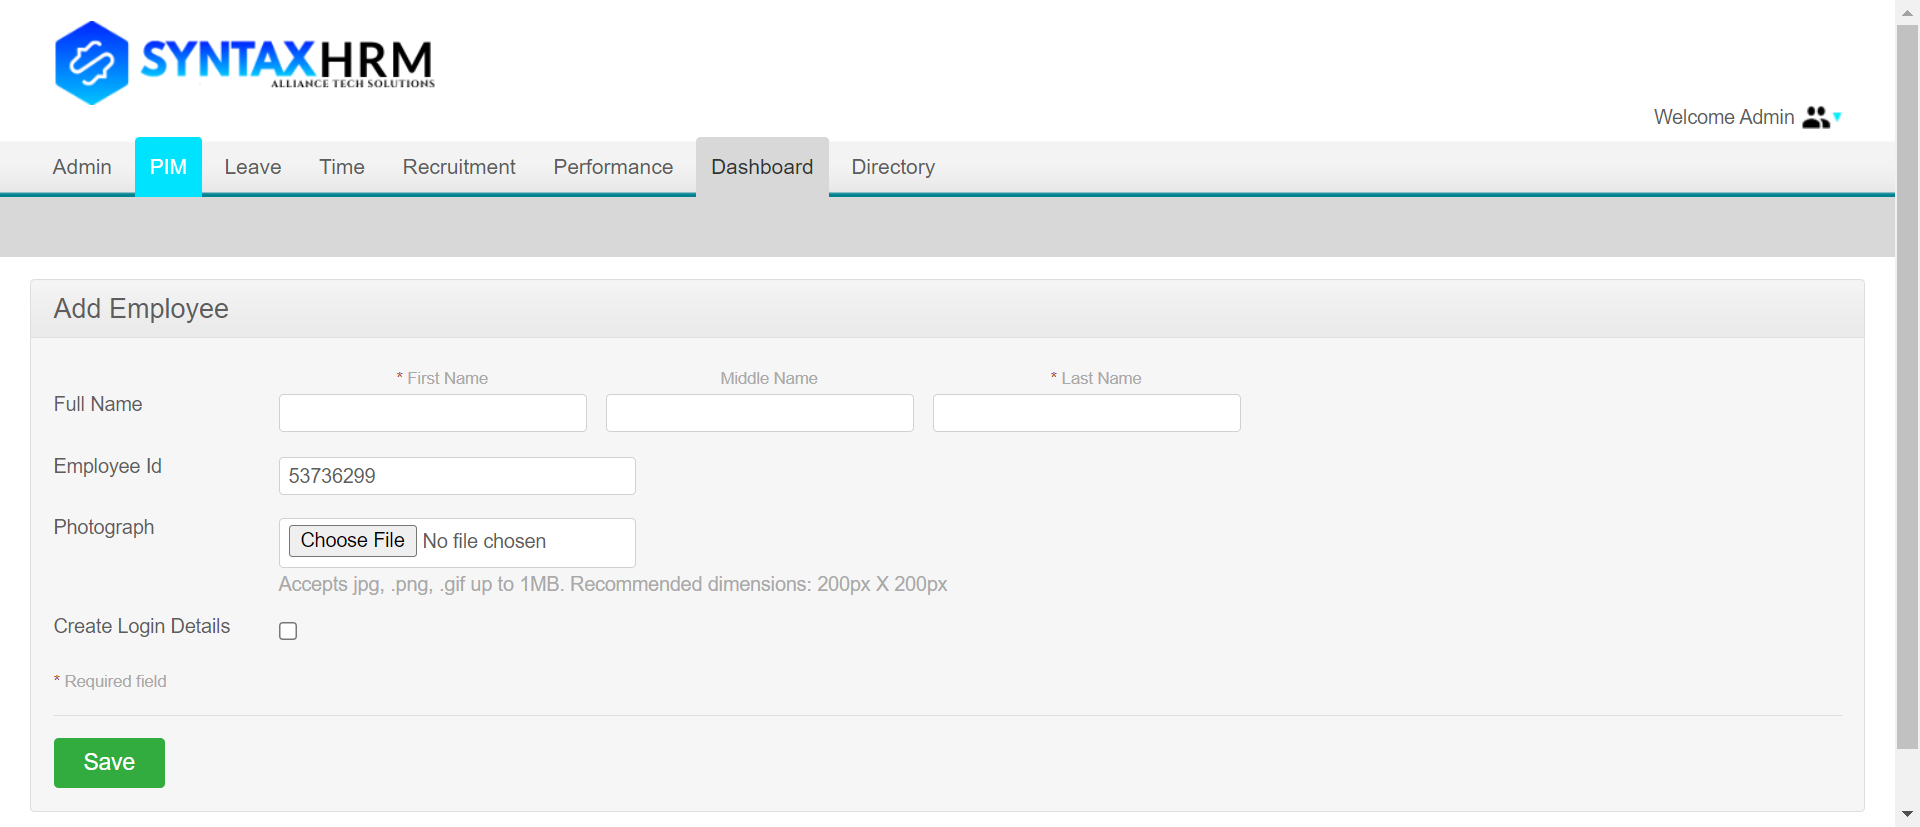 SYNTAXHRM
ALLIANCE TECH SOLUTIONS
Welcome Admin
Admin PIM Leave Time Recruitment Performance Dashboard Directory
Add Employee
* First Name Middle Name * Last Name
Full Name
Employee Id 53736299
Photograph Choose File No file chosen
Accepts jpg, .png, .gif up to 1MB. Recommended dimensions: 200px X 200px
Create Login Details
* Required field
Save